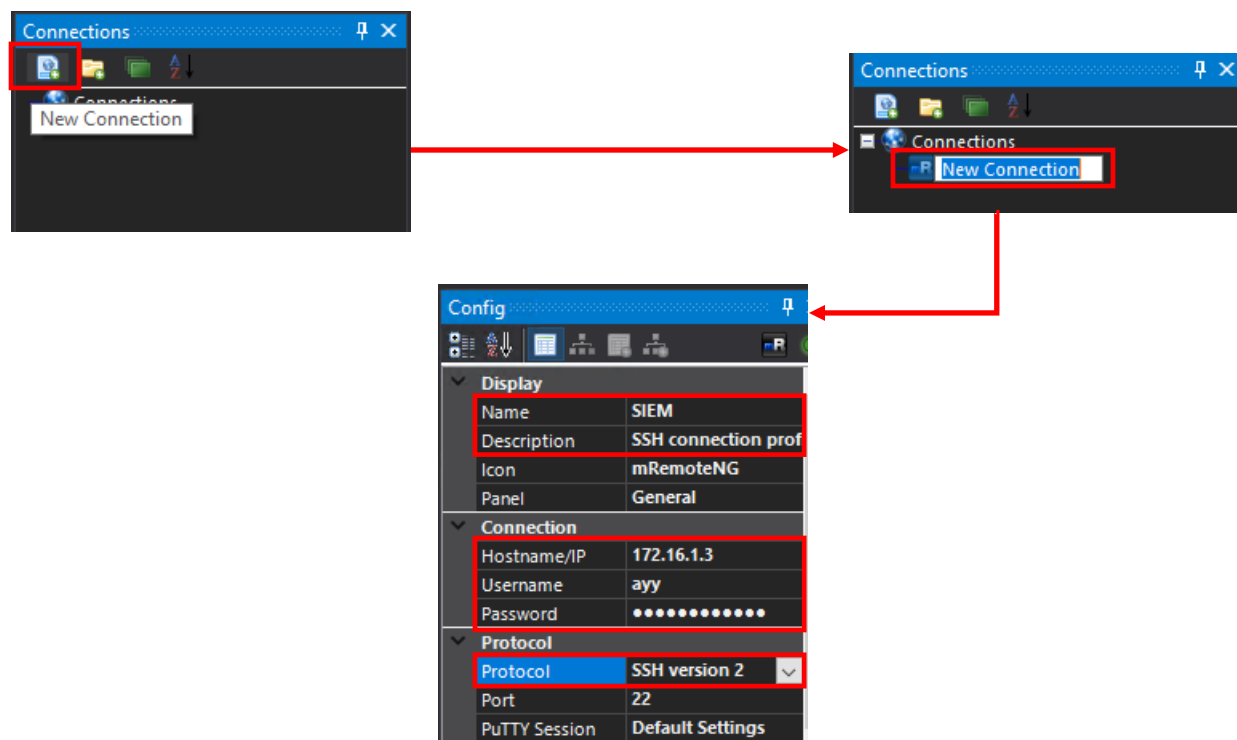 Connections
Connections
New Connection
Connections
Connections
New Connection
Config
Display
Name SIEM
Description SSH connection prof
Icon mRemoteNG
Panel General
Connection
Hostname/IP 172.16.1.3
Username ayy
Password ●●●●●●●●●●●●
Protocol
Protocol SSH version 2
Port 22
PuTTY Session Default Settings